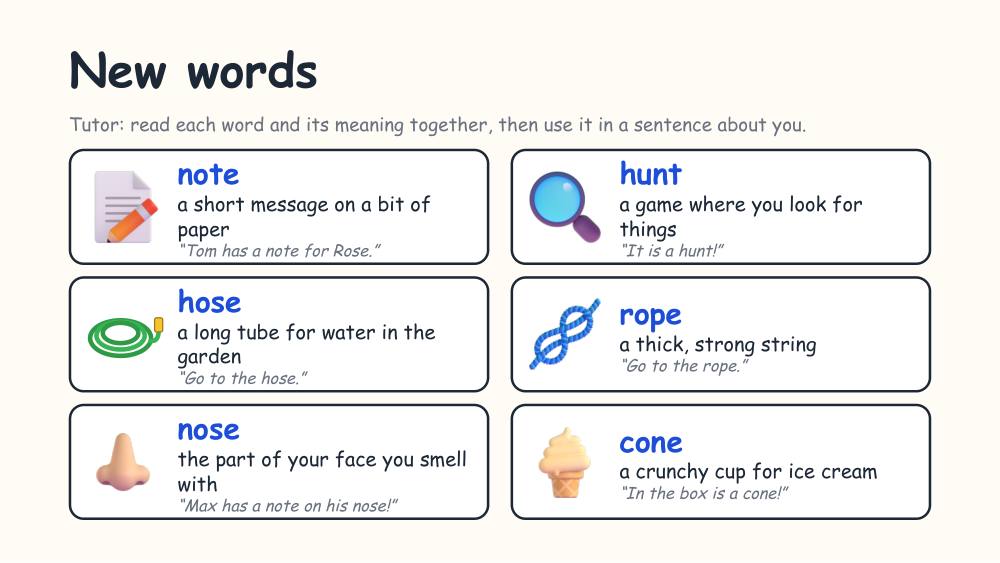 New words
Tutor: read each word and its meaning together, then use it in a sentence about you.
note
a short message on a bit of
paper
"Tom has a note for Rose."
hunt
a game where you look for
things
"It is a hunt!"
hose
a long tube for water in the
garden
"Go to the hose."
rope
a thick, strong string
"Go to the rope."
nose
the part of your face you smell
with
"Max has a note on his nose!"
cone
a crunchy cup for ice cream
"In the box is a cone!"